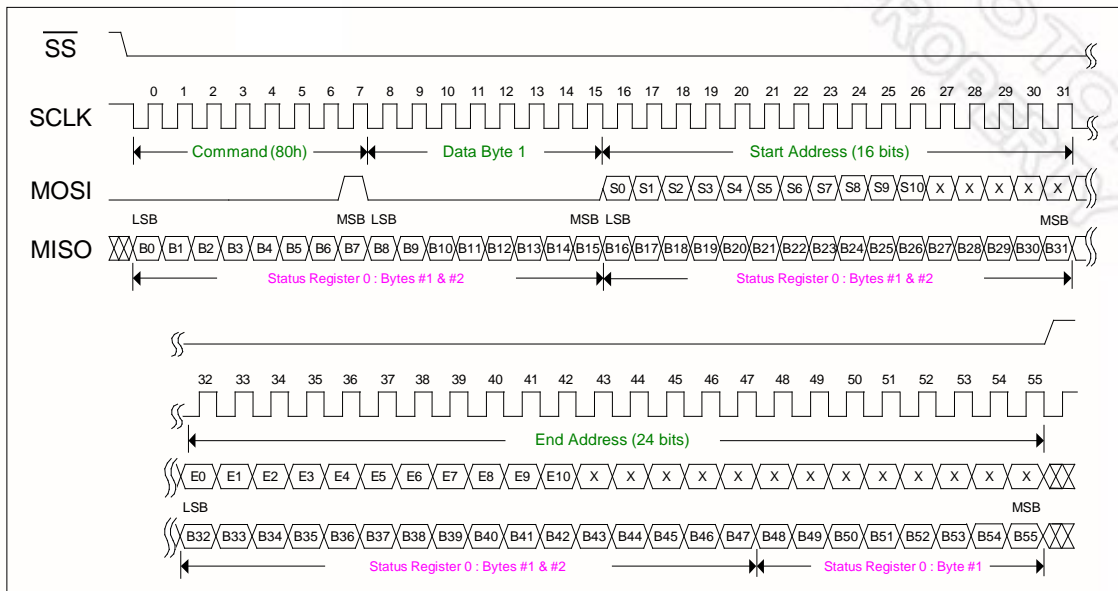 SS
0 1 2 3 4 5 6 7 8 9 10 11 12 13 14 15 16 17 18 19 20 21 22 23 24 25 26 27 28 29 30 31
SCLK
Command (80h) Data Byte 1 Start Address (16 bits)
MOSI S0 S1 S2 S3 S4 S5 S6 S7 S8 S9 S10 X X X X X
LSB MSB LSB MSB LSB MSB
MISO B0 B1 B2 B3 B4 B5 B6 B7 B8 B9 B10 B11 B12 B13 B14 B15 B16 B17 B18 B19 B20 B21 B22 B23 B24 B25 B26 B27 B28 B29 B30 B31
Status Register 0 : Bytes #1 & #2 Status Register 0 : Bytes #1 & #2
32 33 34 35 36 37 38 39 40 41 42 43 44 45 46 47 48 49 50 51 52 53 54 55
End Address (24 bits)
E0 E1 E2 E3 E4 E5 E6 E7 E8 E9 E10 X X X X X X X X X X X X X
LSB MSB
B32 B33 B34 B35 B36 B37 B38 B39 B40 B41 B42 B43 B44 B45 B46 B47 B48 B49 B50 B51 B52 B53 B54 B55
Status Register 0 : Bytes #1 & #2 Status Register 0 : Byte #1